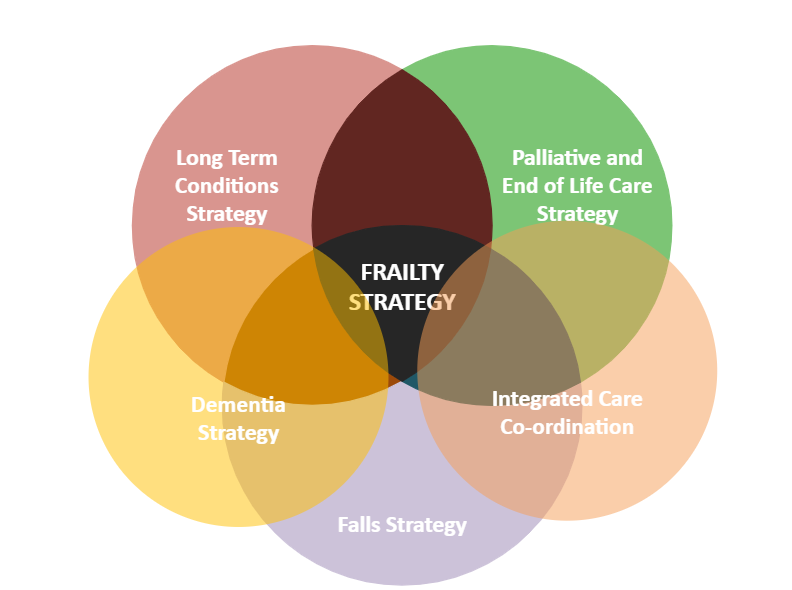 Long Term
Conditions
Strategy
Palliative and
End of Life Care
Strategy
FRAILTY
STRATEGY
Dementia
Strategy
Integrated Care
Co-ordination
Falls Strategy